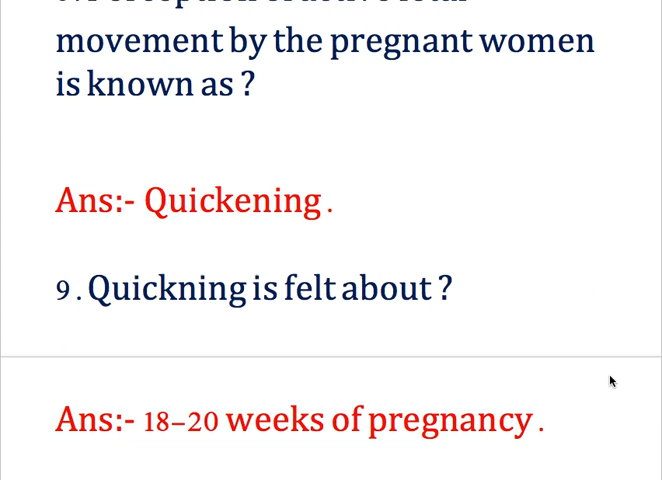 movement by the pregnant women
is known as ?
Ans:- Quickening .
9 . Quickning is felt about ?
Ans:- 18–20 weeks of pregnancy .